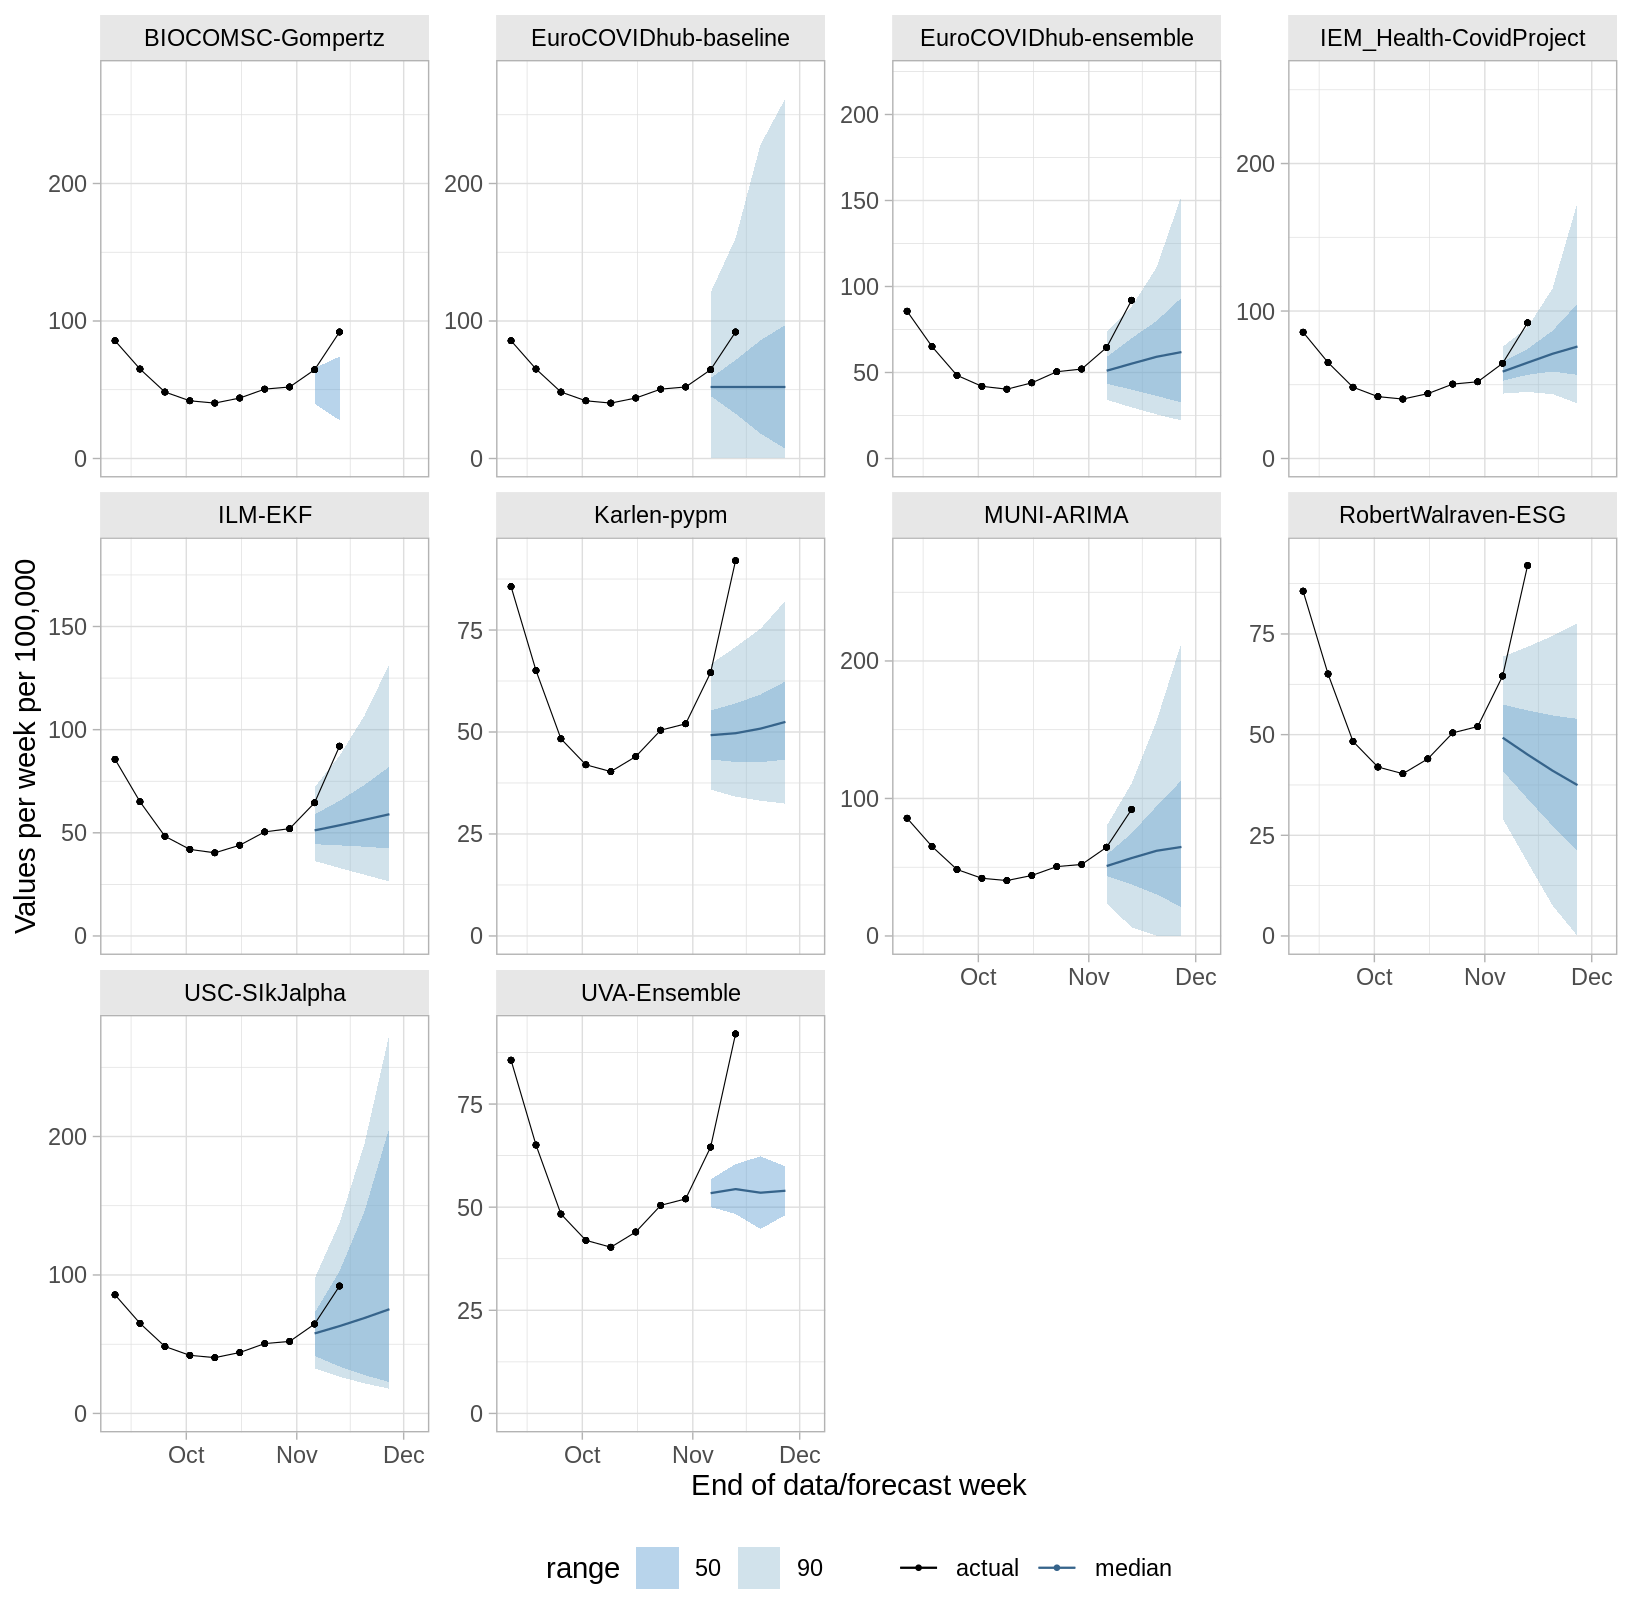 BIOCOMSC-Gompertz
EuroCOVIDhub-baseline
EuroCOVIDhub-ensemble
IEM_Health-CovidProject
200
100
0
200
100
0
200
150
100
50
0
200
100
0
ILM-EKF
Karlen-pypm
MUNI-ARIMA
RobertWalraven-ESG
150
100
50
0
75
50
25
0
200
100
0
75
50
25
0
Oct Nov Dec
Oct Nov Dec
USC-SIkJalpha
UVA-Ensemble
200
100
0
75
50
25
0
Oct Nov Dec
Oct Nov Dec
Values per week per 100,000
End of data/forecast week
range 50 90 actual median